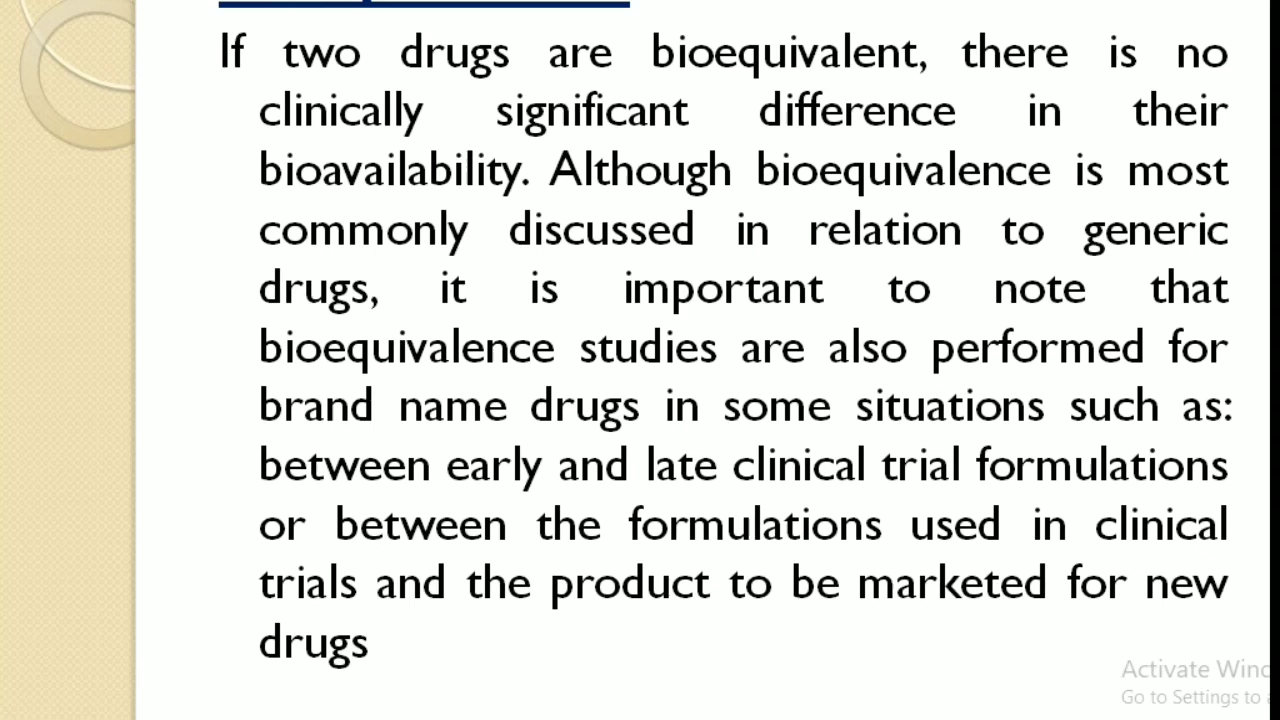 If two drugs are bioequivalent, there is no
clinically significant difference in their
bioavailability. Although bioequivalence is most
commonly discussed in relation to generic
drugs, it is important to note that
bioequivalence studies are also performed for
brand name drugs in some situations such as:
between early and late clinical trial formulations
or between the formulations used in clinical
trials and the product to be marketed for new
drugs
Activate Winc
Go to Settings to a